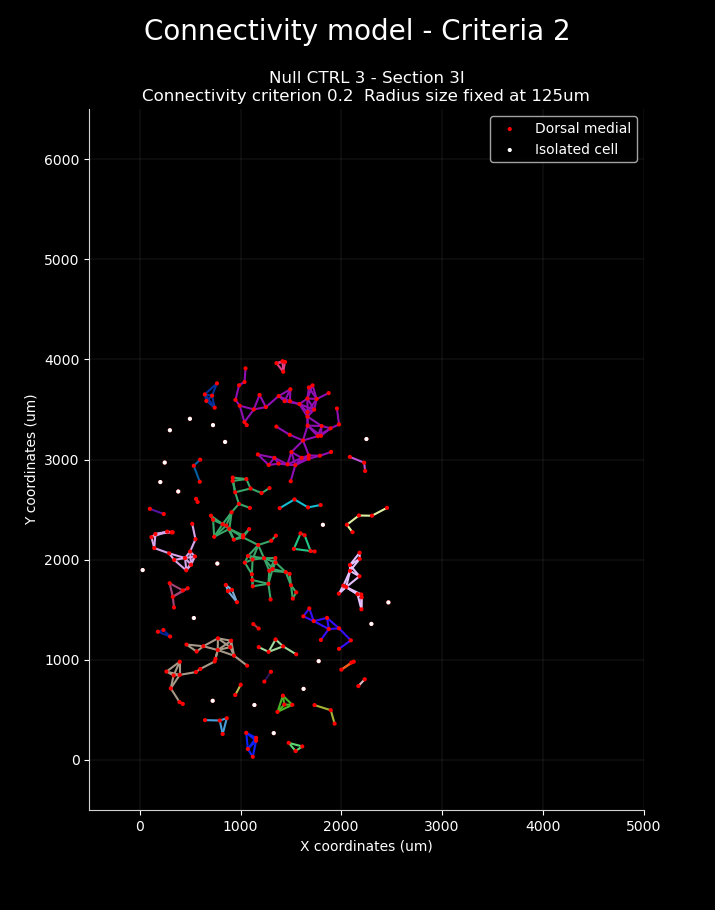 Connectivity model - Criteria 2
Null CTRL 3 - Section 3l
Connectivity criterion 0.2  Radius size fixed at 125um
Dorsal medial
Isolated cell
6000
5000
4000
3000
2000
1000
0
Y coordinates (um)
0 1000 2000 3000 4000 5000
X coordinates (um)